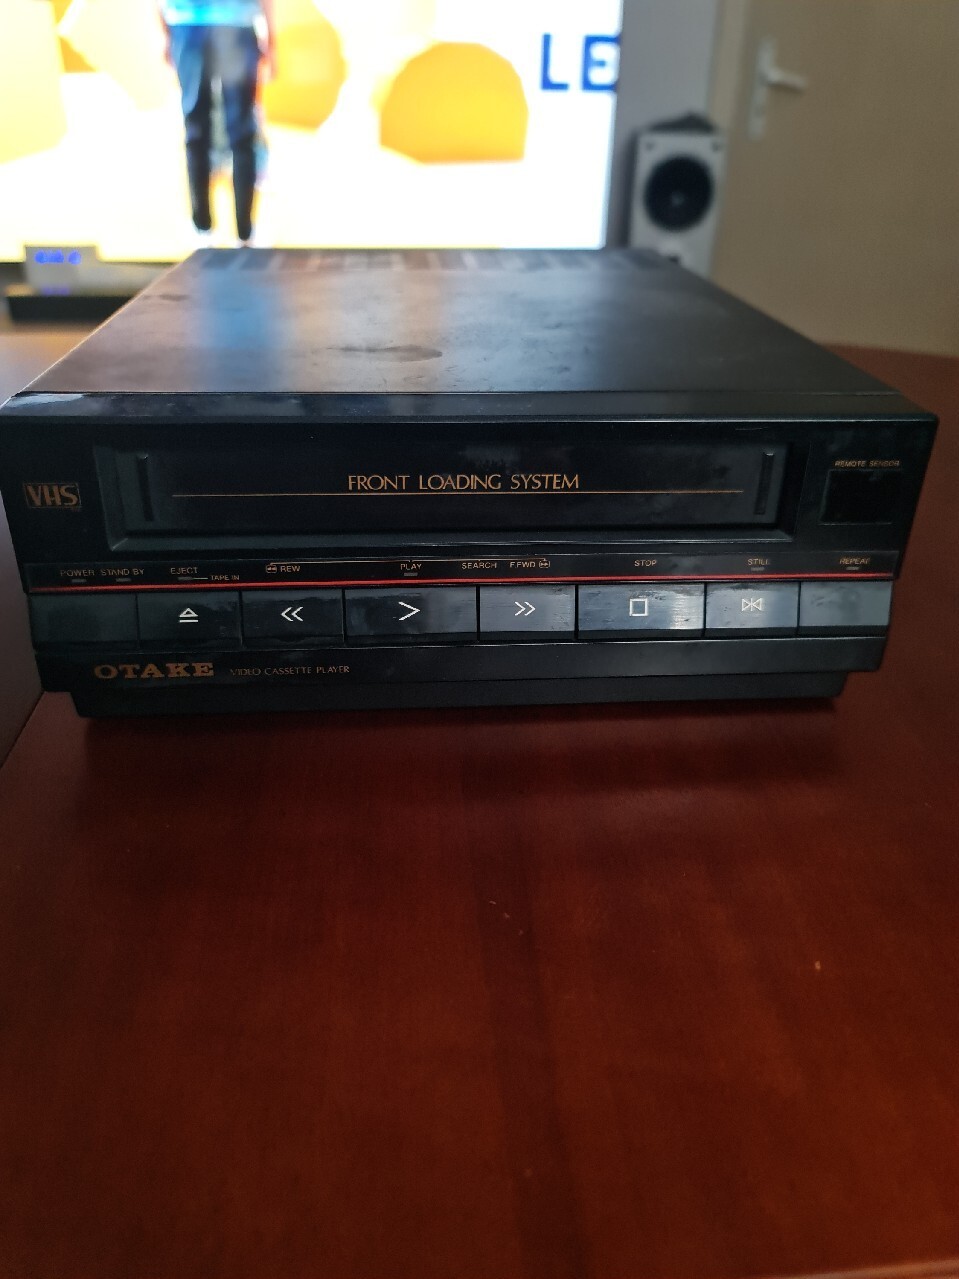 LE
REMOTE SENSOR
FRONT LOADING SYSTEM
VHS
POWER STAND BY EJECT TAPE IN REW PLAY SEARCH F.FWD STOP STILL REPEAT
OTAKE VIDEO CASSETTE PLAYER